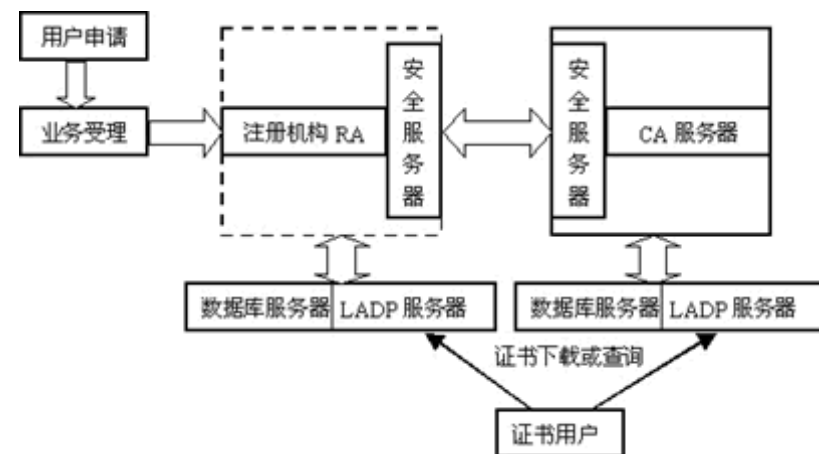 用户申请
业务受理
注册机构 RA
安全服务器
安全服务器
CA 服务器
数据库服务器
LADP 服务器
数据库服务器
LADP 服务器
证书下载或查询
证书用户